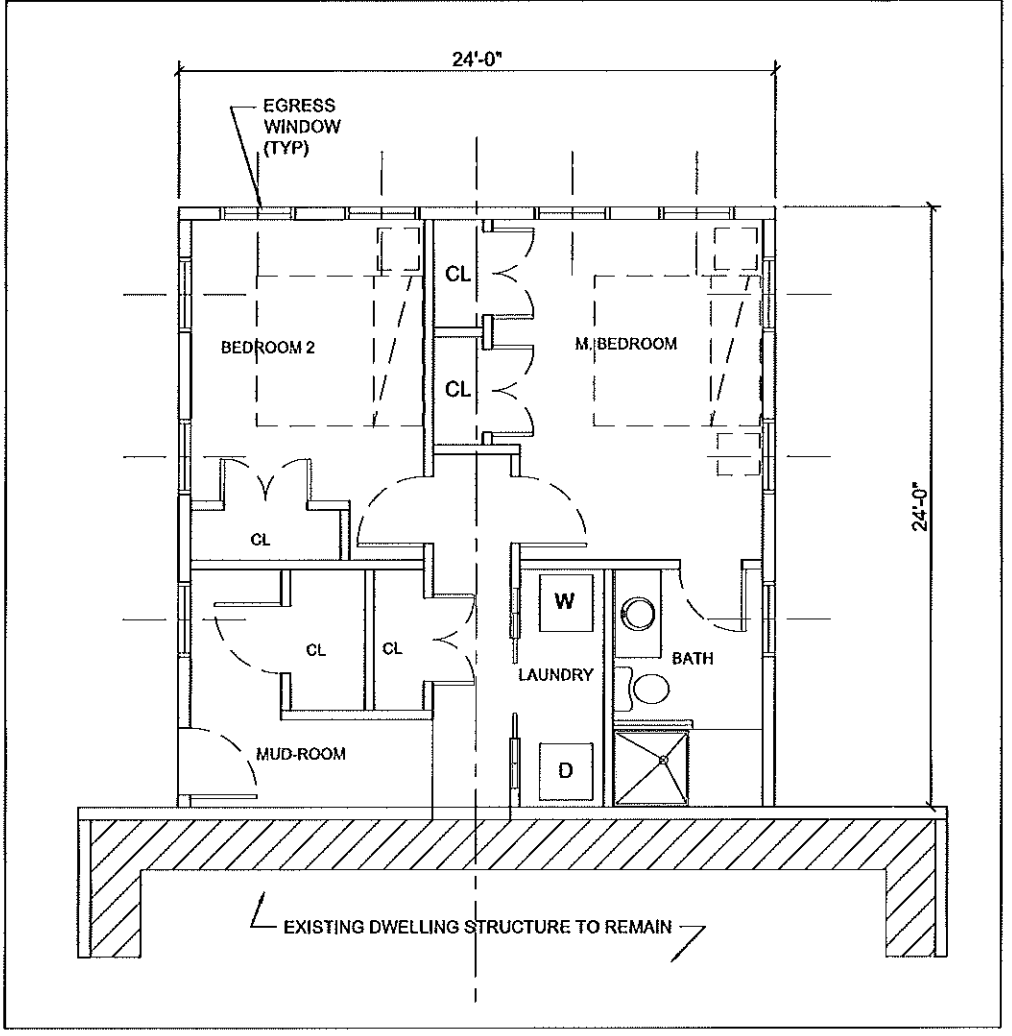 24'-0"
EGRESS
WINDOW
(TYP)
CL
BEDROOM 2
M. BEDROOM
CL
24'-0"
CL
W
CL
CL
LAUNDRY
BATH
MUD-ROOM
D
EXISTING DWELLING STRUCTURE TO REMAIN